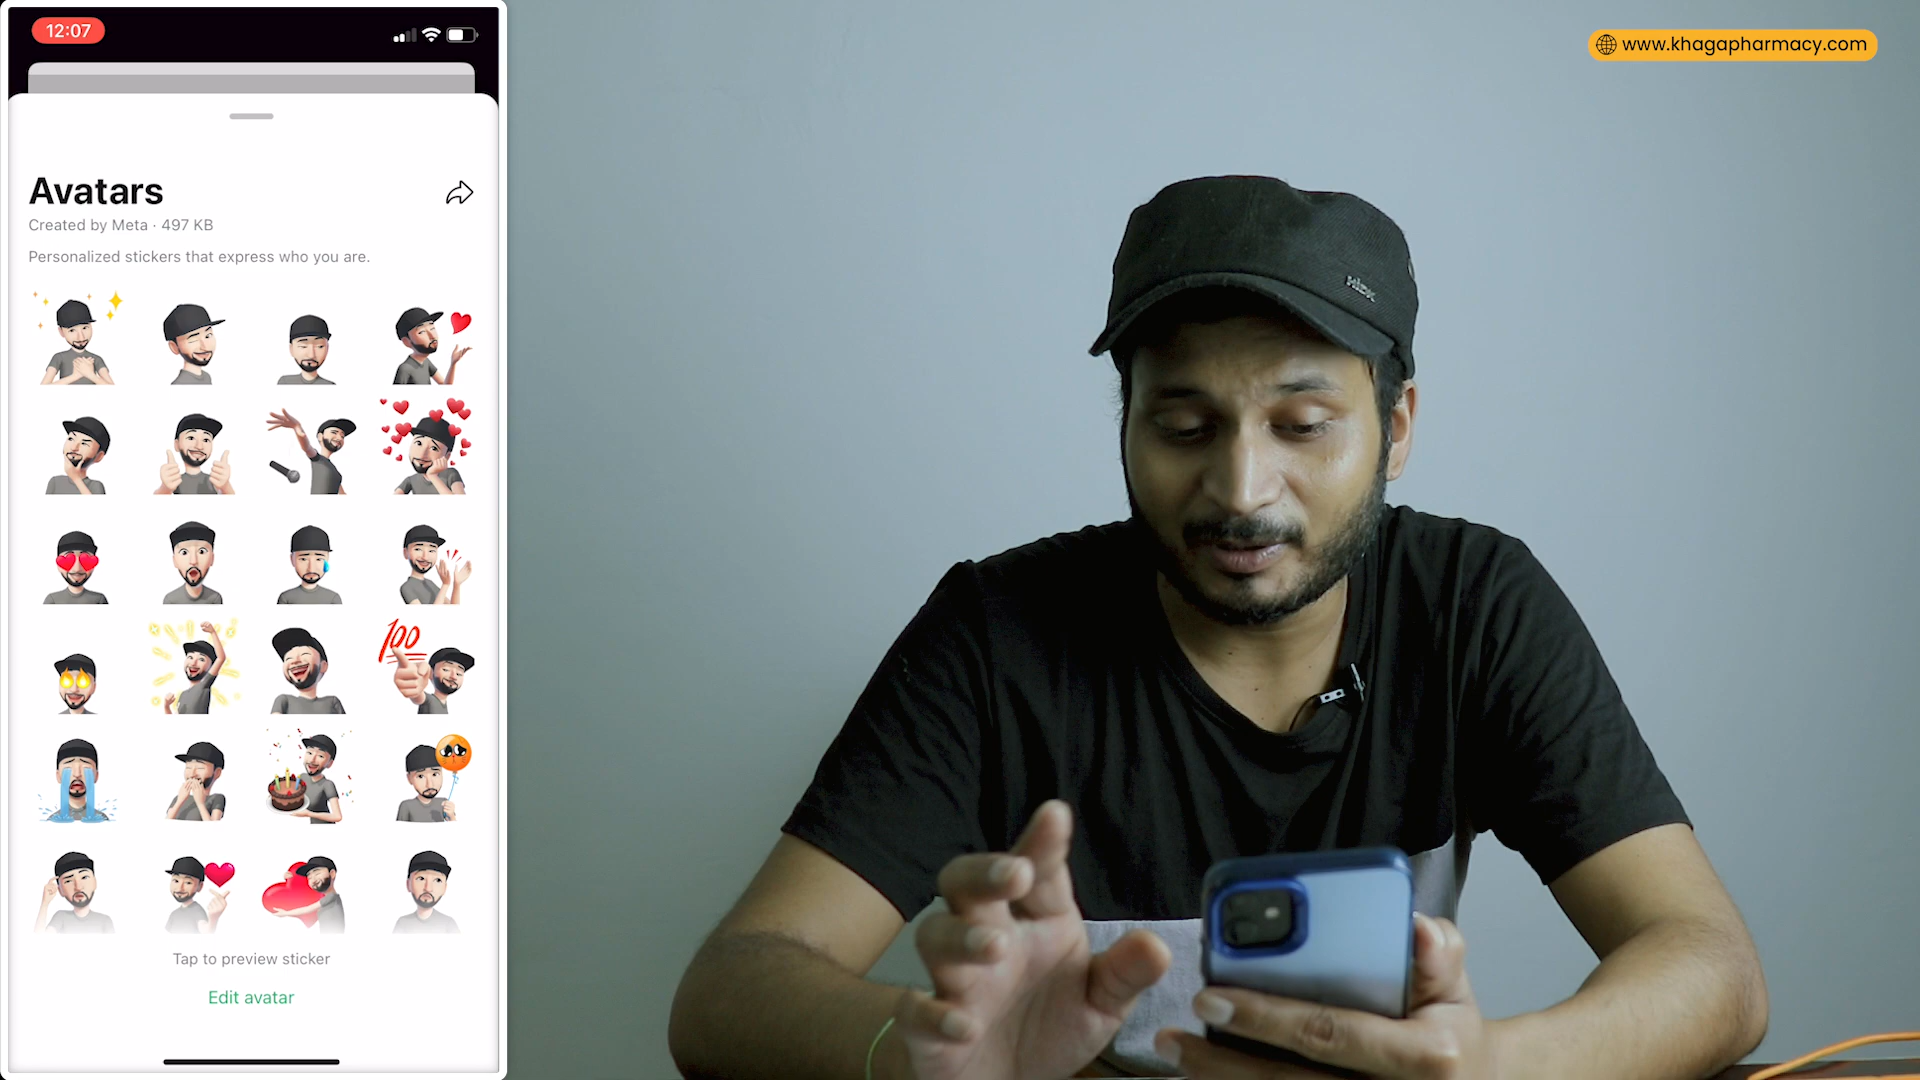 12:07
www.khagapharmacy.com
Avatars
Created by Meta · 497 KB
Personalized stickers that express who you are.
100
Tap to preview sticker
Edit avatar